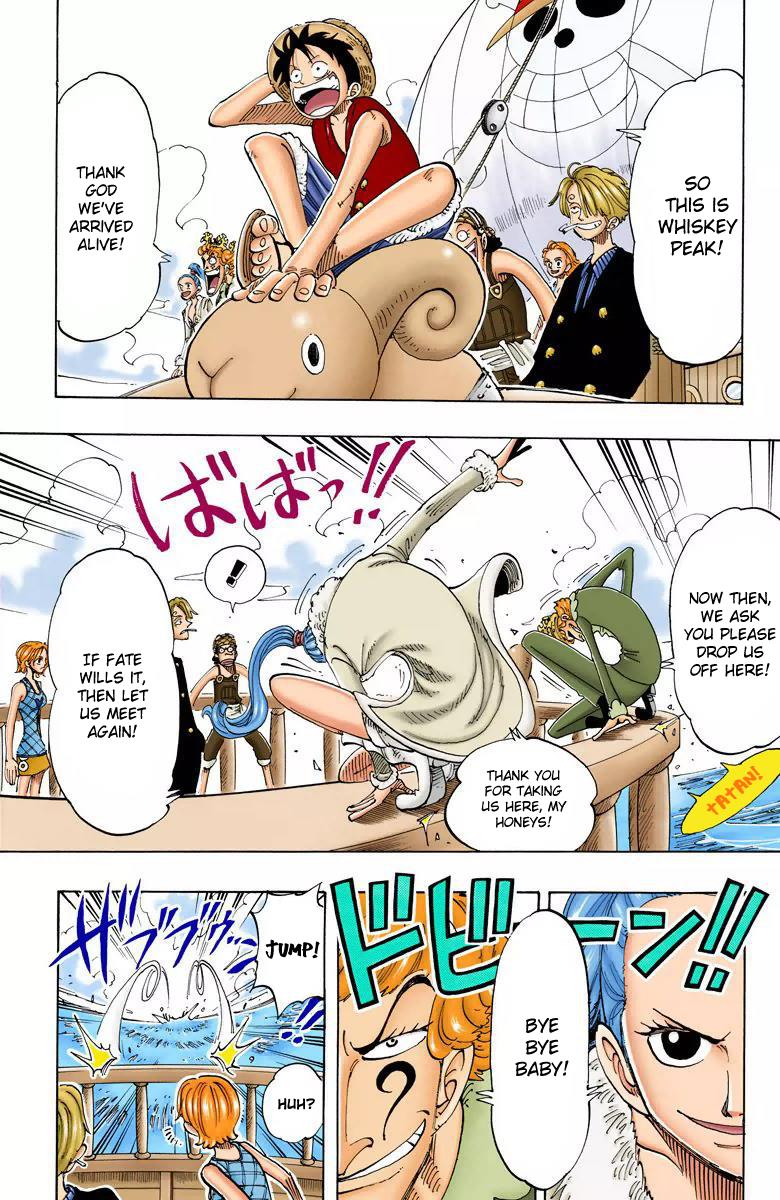 SO
THIS IS
WHISKEY
PEAK!
THANK
GOD
WE'VE
ARRIVED
ALIVE!
NOW THEN,
WE ASK
YOU PLEASE
DROP US
OFF HERE!
ばばっ!!
!
IF FATE
WILLS IT,
THEN LET
US MEET
AGAIN!
THANK YOU
FOR TAKING
US HERE, MY
HONEYS!
TATAN!
ドビーン!!
BYE
BYE
BABY!
ザブブゥ…!!
JUMP!
HUH?